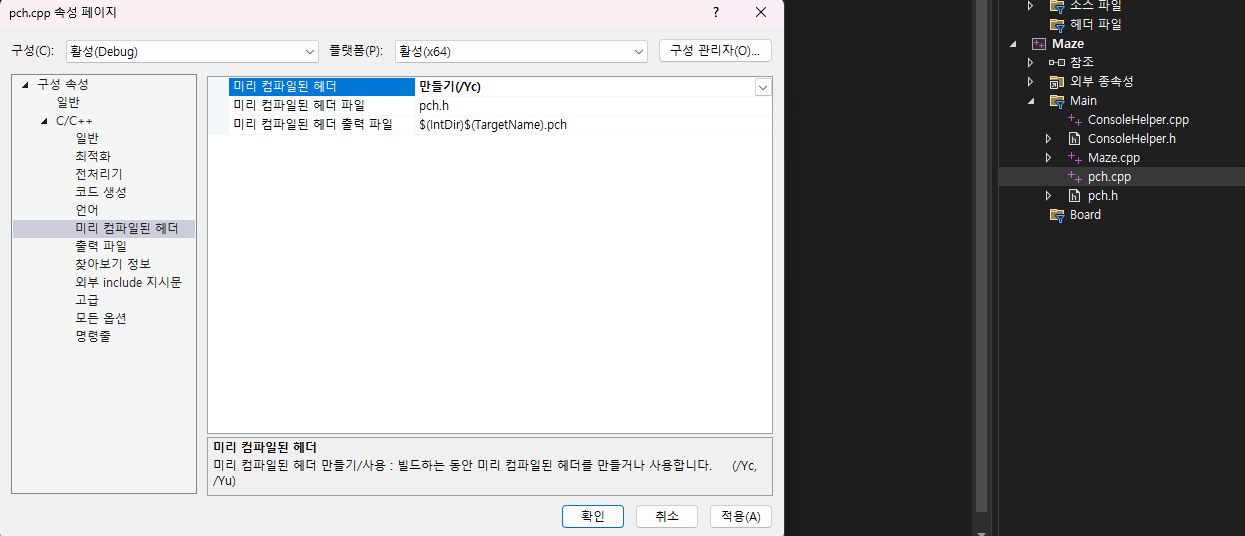 pch.cpp 속성 페이지
?
구성(C): 활성(Debug) 플랫폼(P): 활성(x64) 구성 관리자(O)...
구성 속성
일반
C/C++
일반
최적화
전처리기
코드 생성
언어
미리 컴파일된 헤더
출력 파일
찾아보기 정보
외부 include 지시문
고급
모든 옵션
명령줄
미리 컴파일된 헤더 만들기(/Yc)
미리 컴파일된 헤더 파일 pch.h
미리 컴파일된 헤더 출력 파일 $(IntDir)$(TargetName).pch
미리 컴파일된 헤더
미리 컴파일된 헤더 만들기/사용 : 빌드하는 동안 미리 컴파일된 헤더를 만들거나 사용합니다. (/Yc,
/Yu)
확인 취소 적용(A)
소스 파일
헤더 파일
Maze
참조
외부 종속성
Main
ConsoleHelper.cpp
ConsoleHelper.h
Maze.cpp
pch.cpp
pch.h
Board